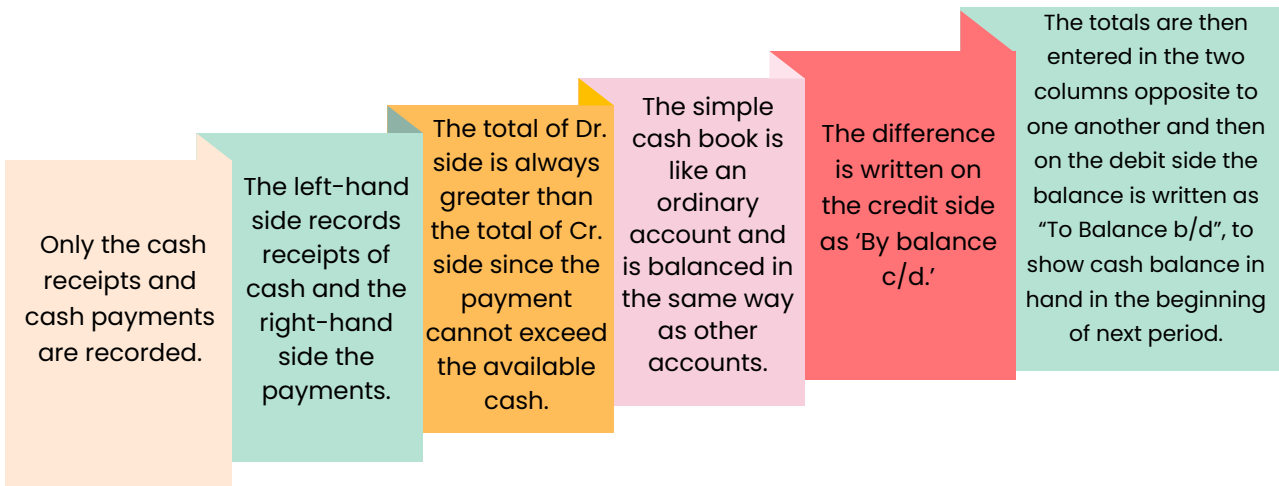 Only the cash
receipts and
cash payments
are recorded.
The left-hand
side records
receipts of
cash and the
right-hand
side the
payments.
The total of Dr.
side is always
greater than
the total of Cr.
side since the
payment
cannot exceed
the available
cash.
The simple
cash book is
like an
ordinary
account and
is balanced in
the same way
as other
accounts.
The difference
is written on
the credit side
as ‘By balance
c/d.’
The totals are then
entered in the two
columns opposite to
one another and then
on the debit side the
balance is written as
“To Balance b/d”, to
show cash balance in
hand in the beginning
of next period.